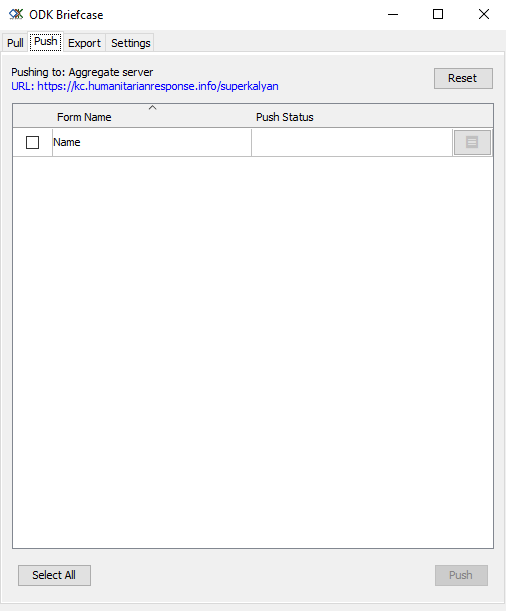 ODK Briefcase
Pull Push Export Settings
Pushing to: Aggregate server
URL: https://kc.humanitarianresponse.info/superkalyan
Reset
Form Name Push Status
Name
Select All Push